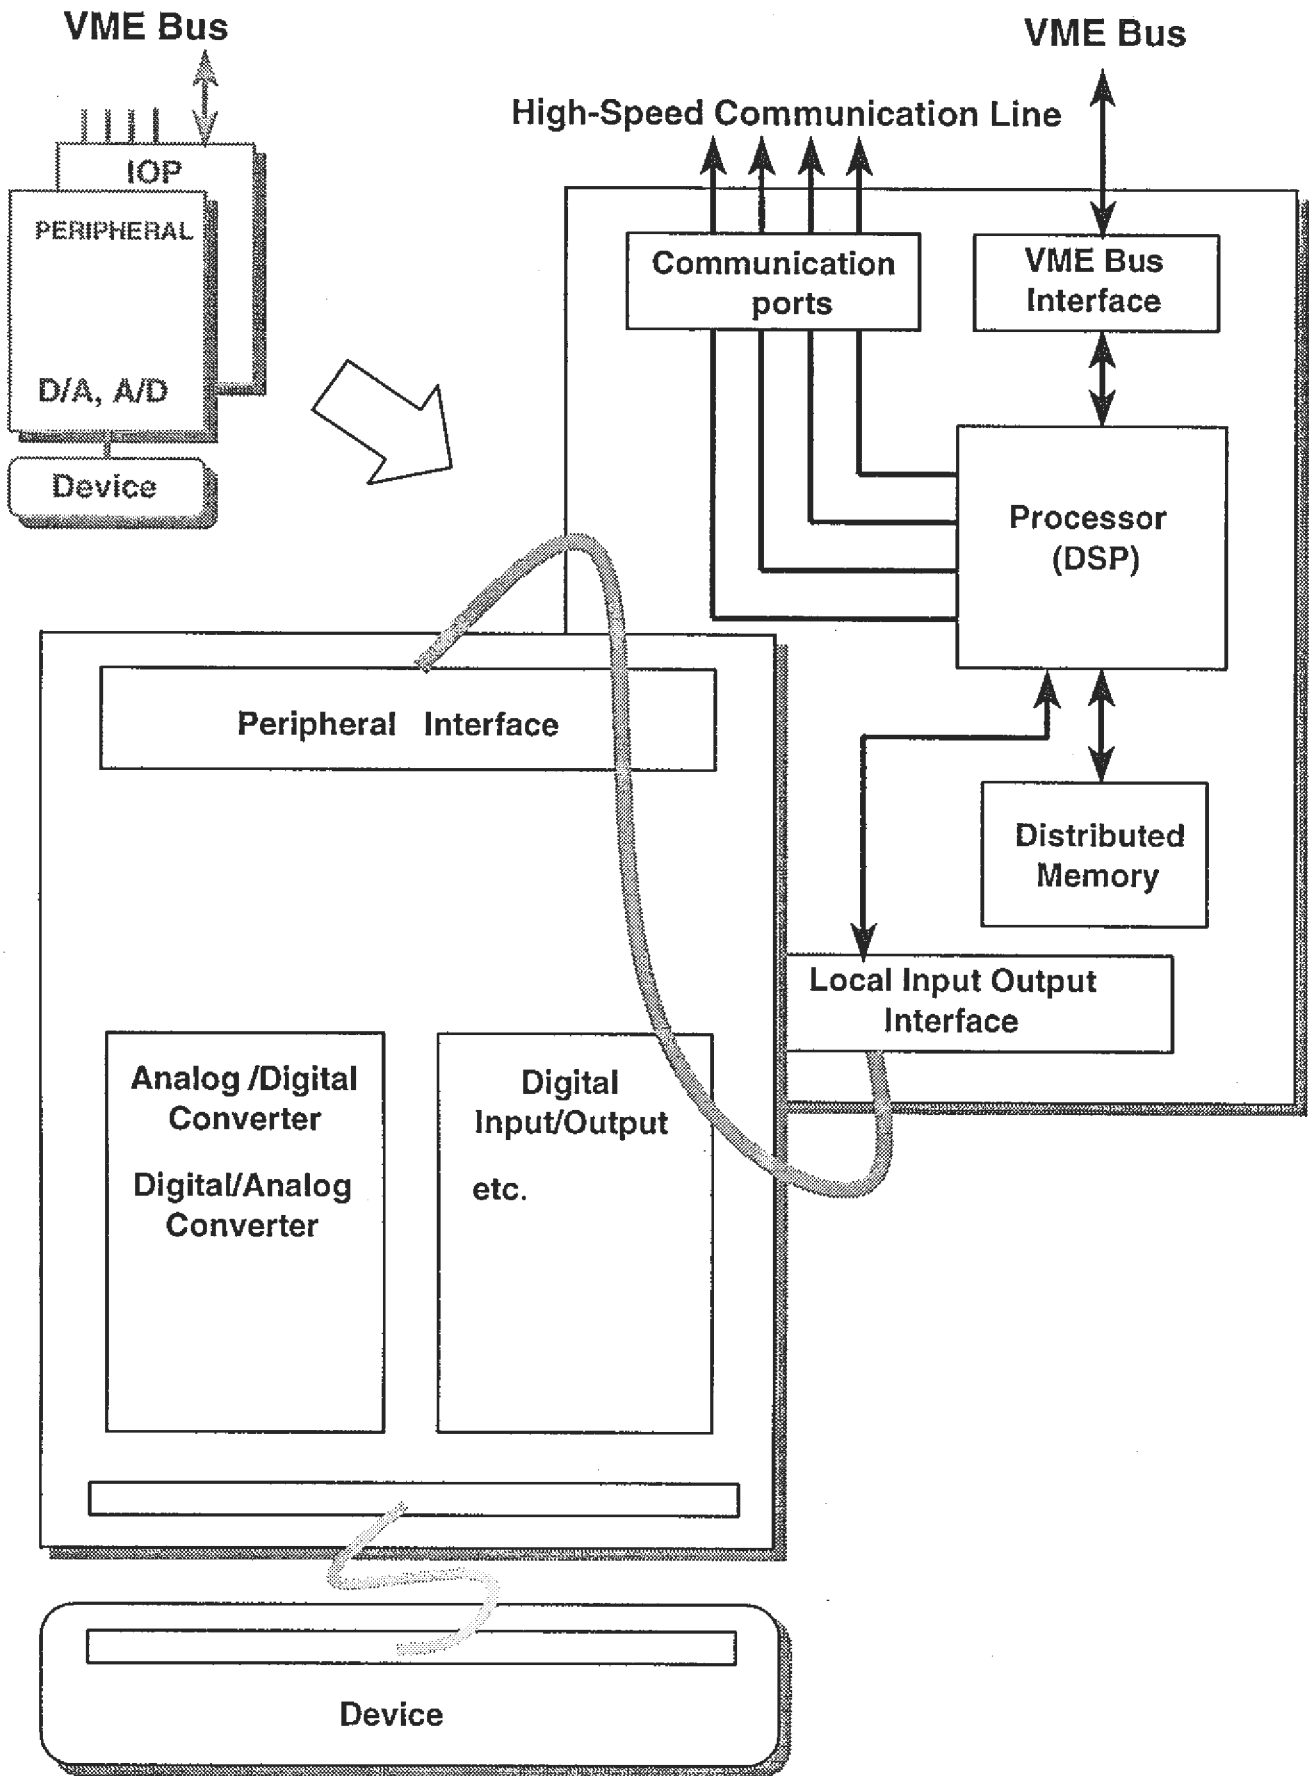 VME Bus
IOP
PERIPHERAL
D/A, A/D
Device
VME Bus
High-Speed Communication Line
Communication
ports
VME Bus
Interface
Processor
(DSP)
Distributed
Memory
Local Input Output
Interface
Peripheral Interface
Analog /Digital
Converter
Digital/Analog
Converter
Digital
Input/Output
etc.
Device